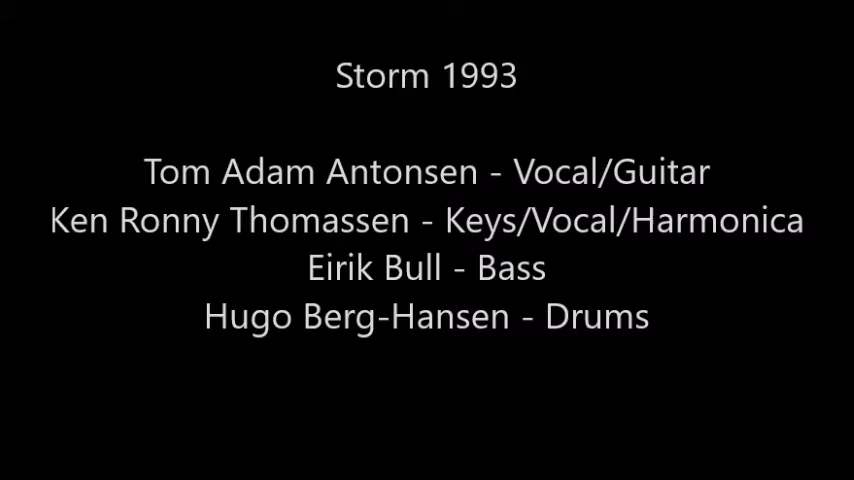 Storm 1993
Tom Adam Antonsen - Vocal/Guitar
Ken Ronny Thomassen - Keys/Vocal/Harmonica
Eirik Bull - Bass
Hugo Berg-Hansen - Drums